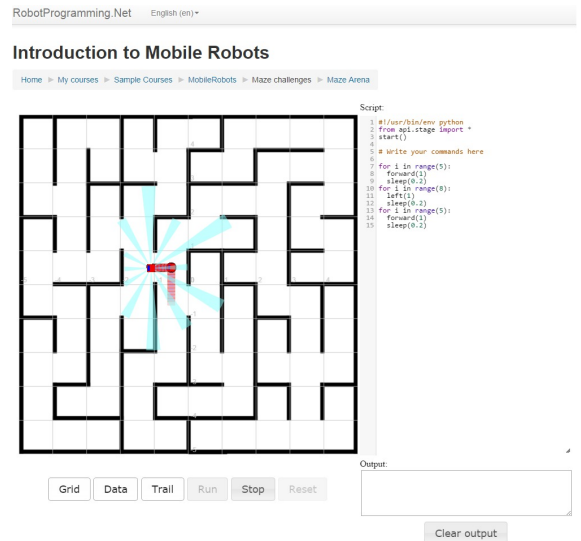 RobotProgramming.Net English (en)
Introduction to Mobile Robots
Home ► My courses ► Sample Courses ► MobileRobots ► Maze challenges ► Maze Arena
Script:
1 #!/usr/bin/env python
2 from api.stage import *
3 start()
4
5 # Write your commands here
6
7 for i in range(5):
8 forward(1)
9 sleep(0.2)
10 for i in range(8):
11 left(1)
12 sleep(0.2)
13 for i in range(5):
14 forward(1)
15 sleep(0.2)
Output:
Grid Data Trail Run Stop Reset
Clear output